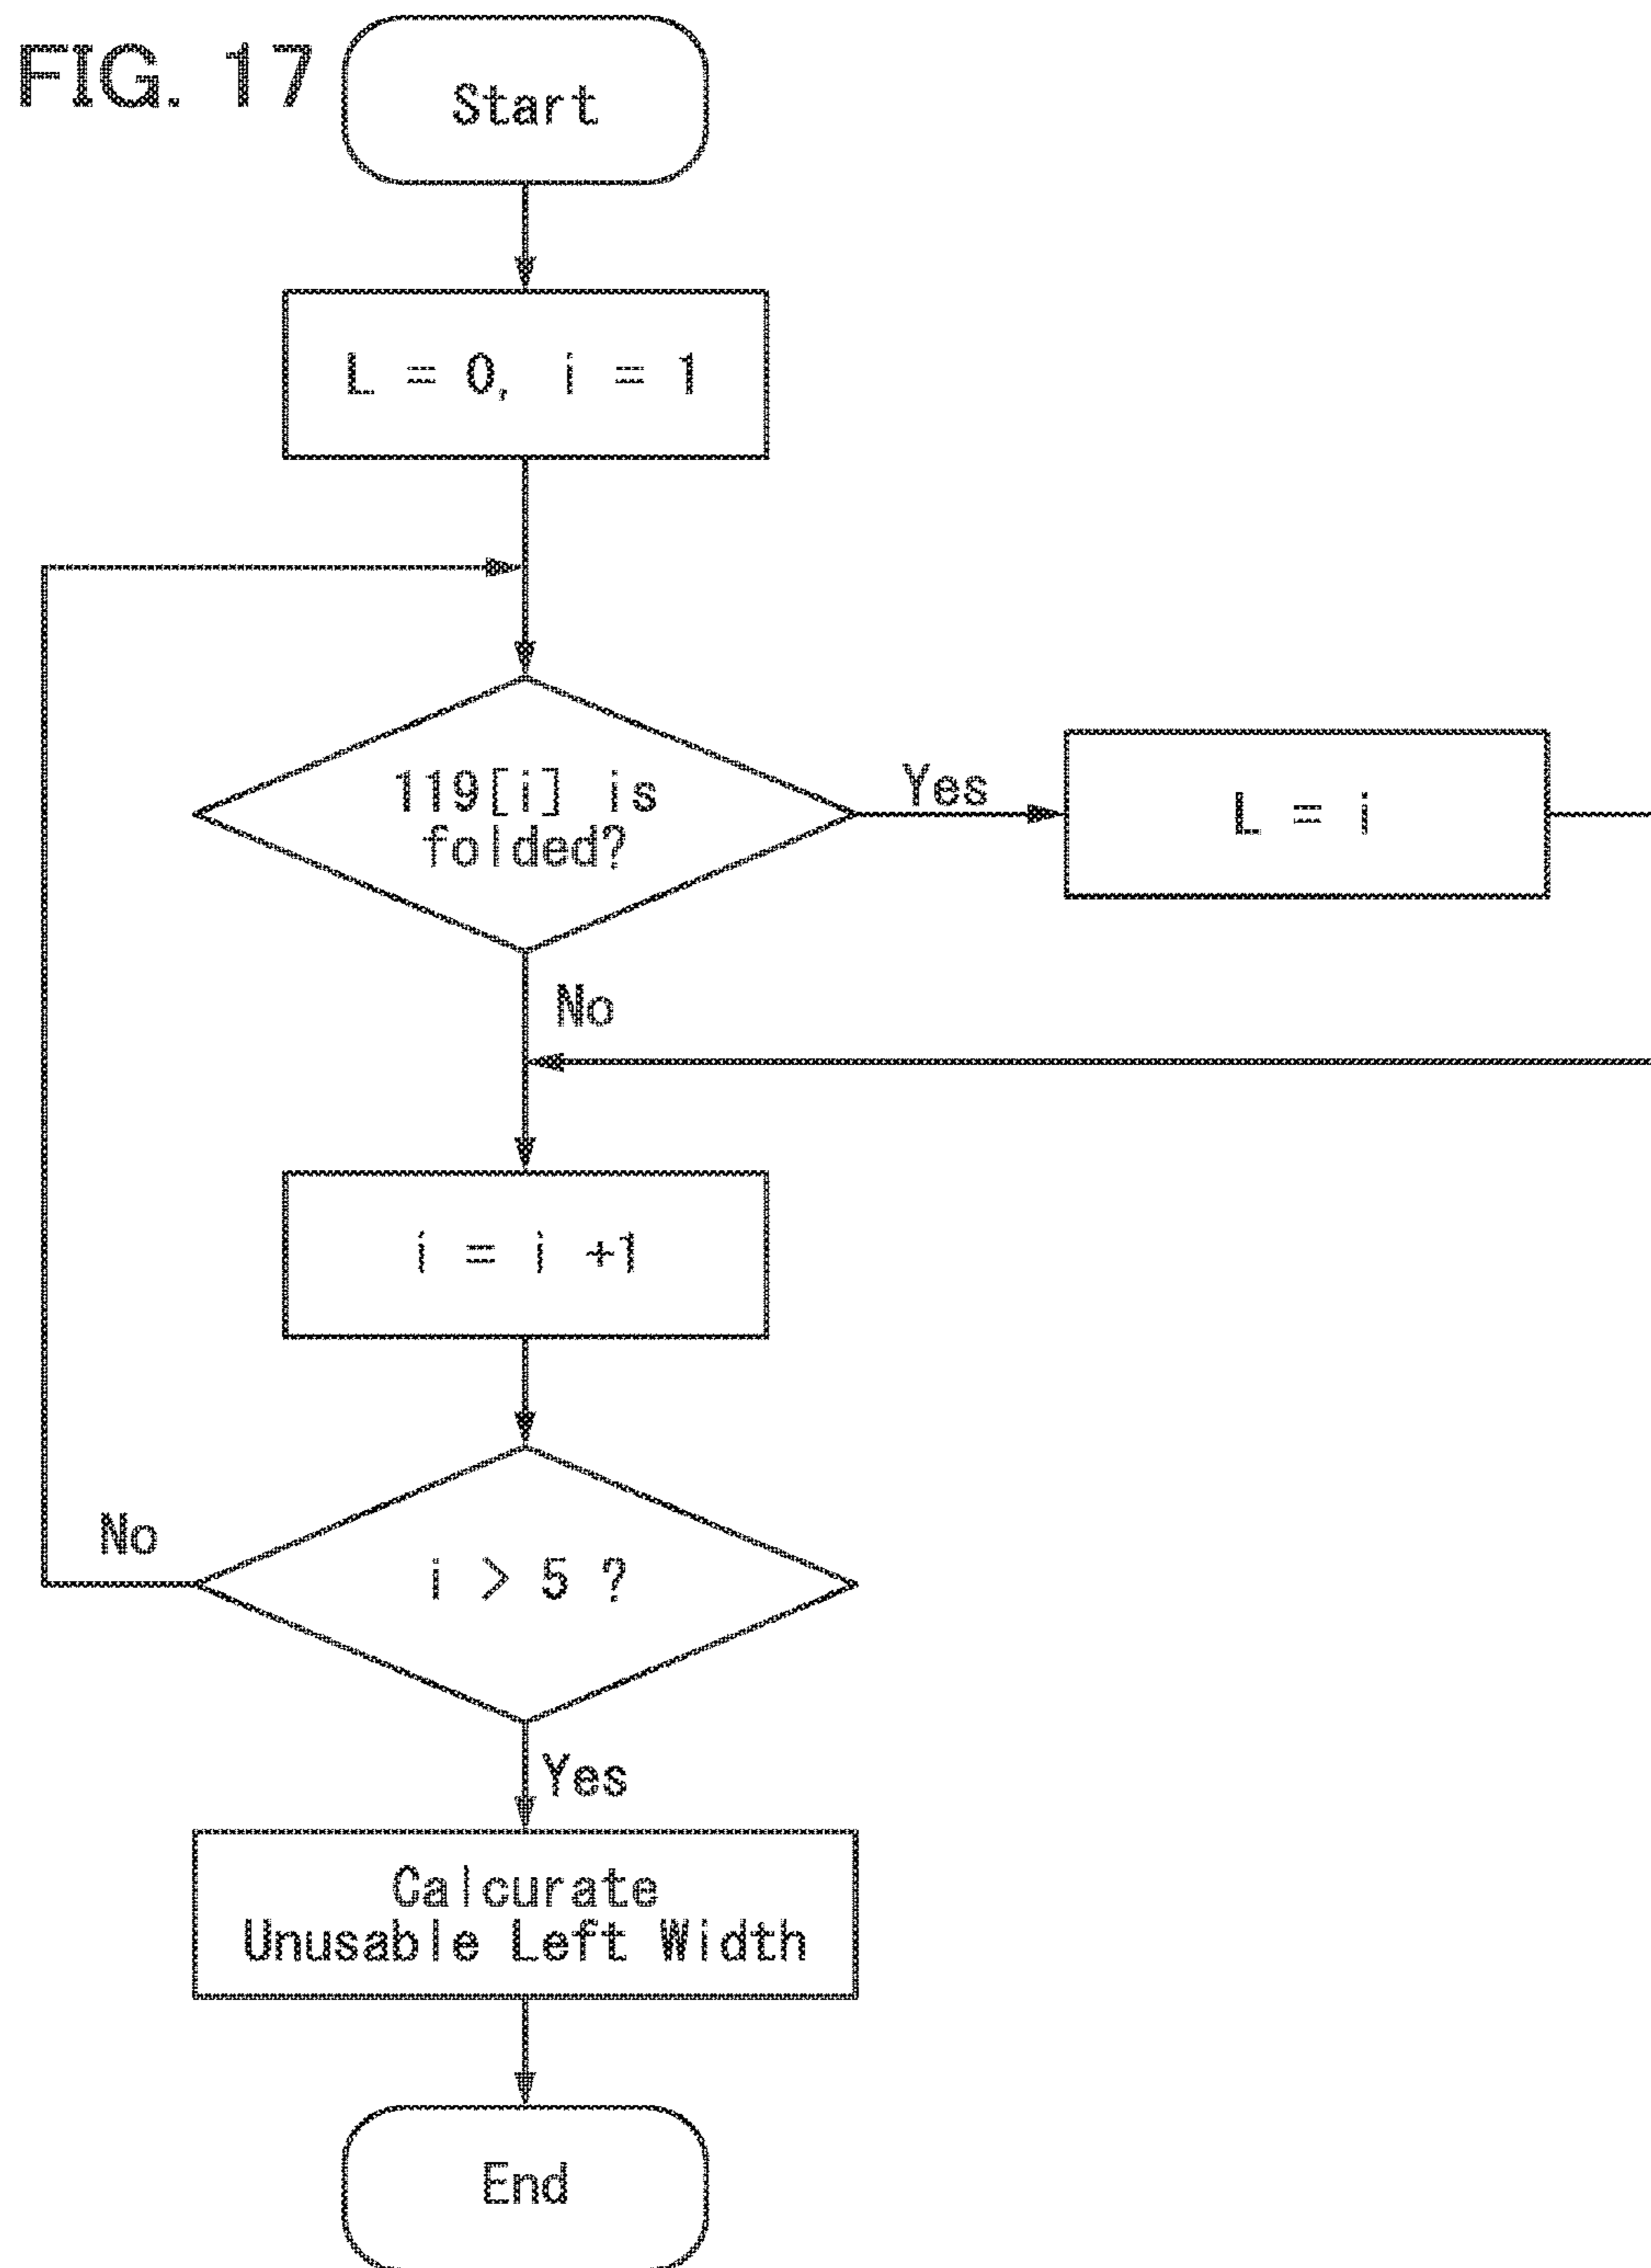 FIG. 17
Start
L = 0, i = 1
119[i] is
folded?
Yes
L = i
No
i = i +1
No
i > 5 ?
Yes
Calcurate
Unusable Left Width
End